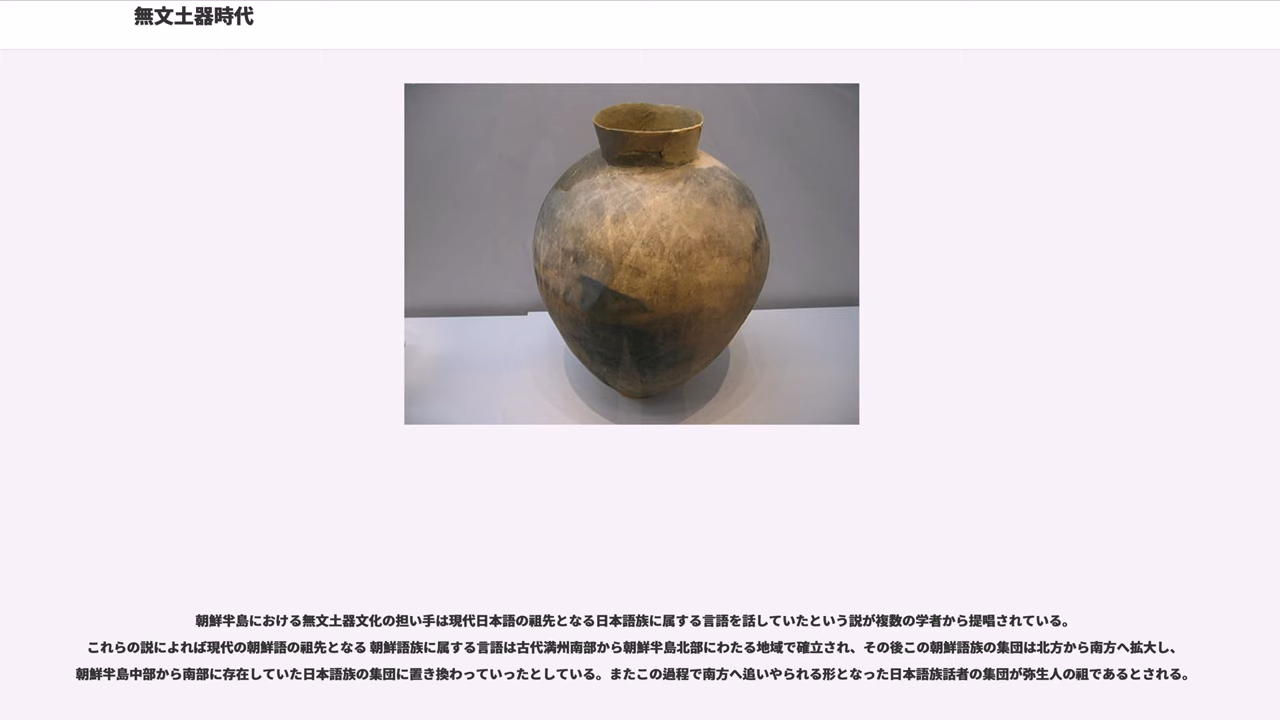 無文土器時代
朝鮮半島における無文土器文化の担い手は現代日本語の祖先となる日本語族に属する言語を話していたという説が複数の学者から提唱されている。
これらの説によれば現代の朝鮮語の祖先となる 朝鮮語族に属する言語は古代満州南部から朝鮮半島北部にわたる地域で確立され、その後この朝鮮語族の集団は北方から南方へ拡大し、
朝鮮半島中部から南部に存在していた日本語族の集団に置き換わっていったとしている。またこの過程で南方へ追いやられる形となった日本語族話者の集団が弥生人の祖であるとされる。